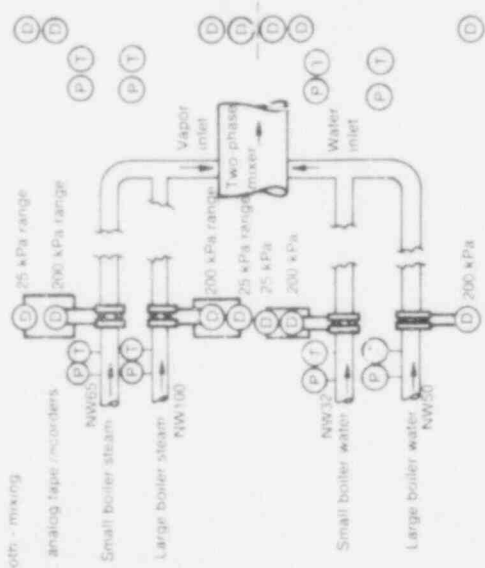 oth - mixing
analog tape / recorders
25 kPa range
200 kPa range
D
D
P T
P T
NW65
Small boiler steam
NW100
Large boiler steam
D
D
200 kPa range
25 kPa range
Vapor
inlet
Two-phase
mixer
Water
inlet
D
D
25 kPa
200 kPa
P T
NW32
Small boiler water
P
NW50
Large boiler water
D
200 kPa
D D
P T
P T
D D D D
P T
P T
D